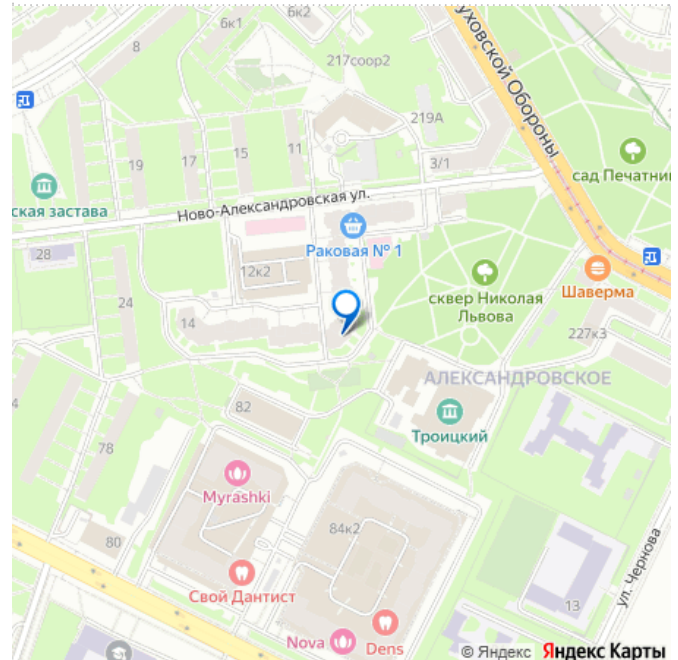 6к1
6к2
8
217соор2
уховской Обороны
219А
19
17
15
11
3/1
сад Печатник
ская застава
Ново-Александровская ул.
28
Раковая № 1
12к2
сквер Николая
Львова
Шаверма
24
14
227к3
АЛЕКСАНДРОВСКОЕ
82
Троицкий
78
Myrashki
84к2
80
ул. Чернова
Свой Дантист
13
Nova
Dens
© Яндекс Яндекс Карты